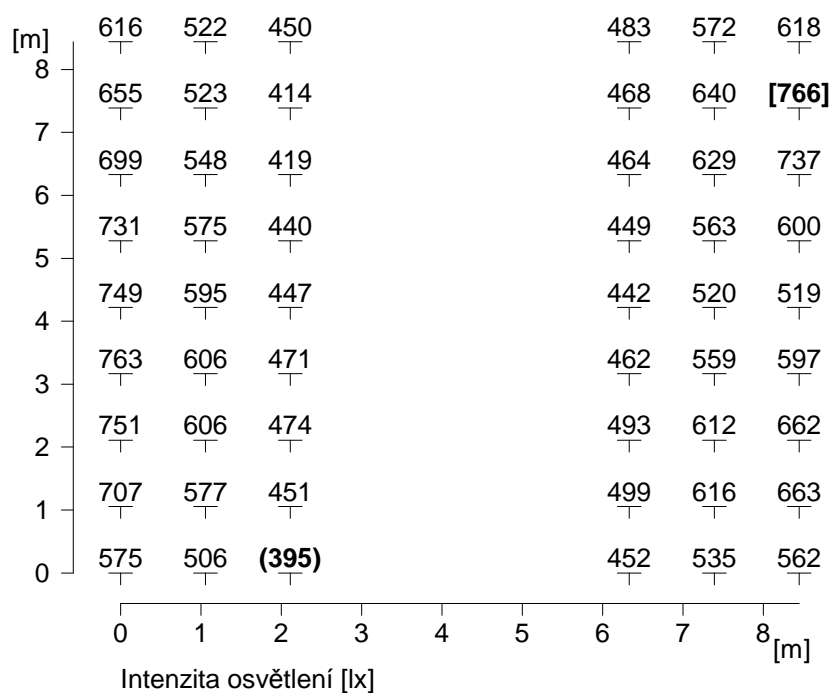 616 522 450 483 572 618
[m]
8
655 523 414 468 640 [766]
7
699 548 419 464 629 737
6
731 575 440 449 563 600
5
749 595 447 442 520 519
4
763 606 471 462 559 597
3
751 606 474 493 612 662
2
707 577 451 499 616 663
1
575 506 (395) 452 535 562
0
0 1 2 3 4 5 6 7 8 [m]
Intenzita osvětlení [lx]